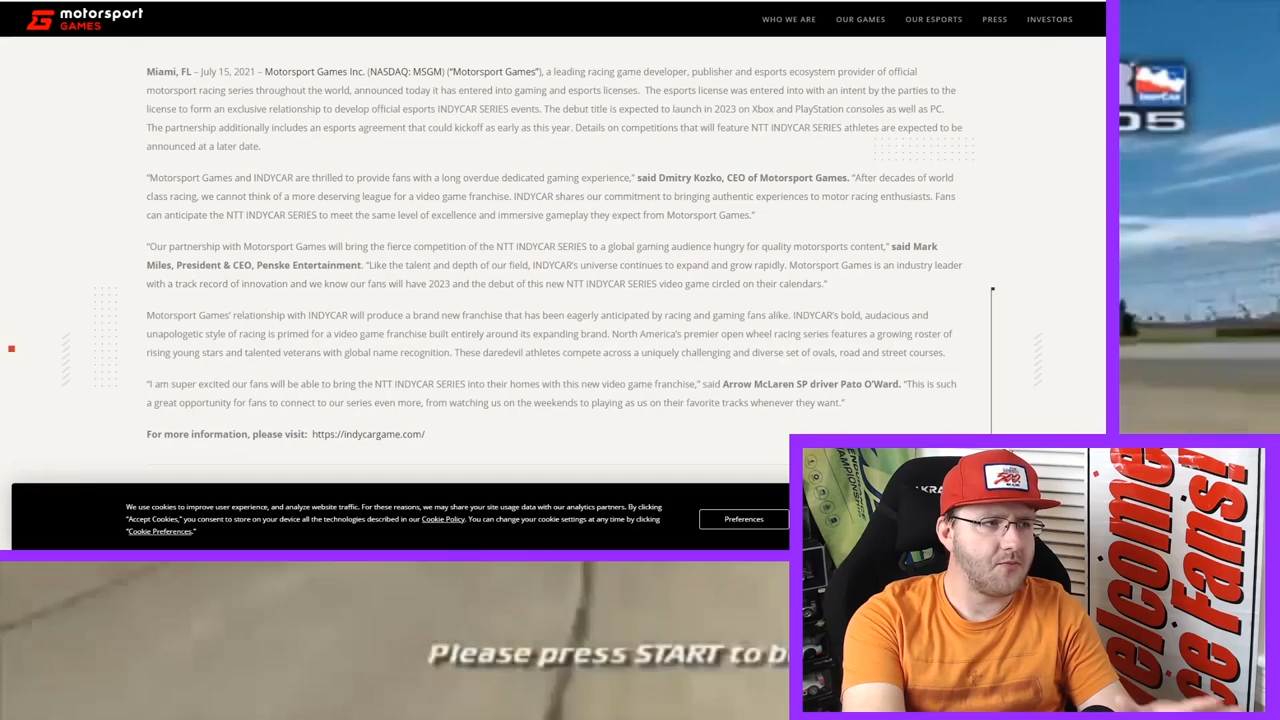 motorsport
GAMES
WHO WE ARE OUR GAMES OUR ESPORTS PRESS INVESTORS
Miami, FL – July 15, 2021 – Motorsport Games Inc. (NASDAQ: MSGM) (“Motorsport Games”), a leading racing game developer, publisher and esports ecosystem provider of official
motorsport racing series throughout the world, announced today it has entered into gaming and esports licenses. The esports license was entered into with an intent by the parties to the
license to form an exclusive relationship to develop official esports INDYCAR SERIES events. The debut title is expected to launch in 2023 on Xbox and PlayStation consoles as well as PC.
The partnership additionally includes an esports agreement that could kickoff as early as this year. Details on competitions that will feature NTT INDYCAR SERIES athletes are expected to be
announced at a later date.
“Motorsport Games and INDYCAR are thrilled to provide fans with a long overdue dedicated gaming experience,” said Dmitry Kozko, CEO of Motorsport Games. “After decades of world
class racing, we cannot think of a more deserving league for a video game franchise. INDYCAR shares our commitment to bringing authentic experiences to motor racing enthusiasts. Fans
can anticipate the NTT INDYCAR SERIES to meet the same level of excellence and immersive gameplay they expect from Motorsport Games.”
“Our partnership with Motorsport Games will bring the fierce competition of the NTT INDYCAR SERIES to a global gaming audience hungry for quality motorsports content,” said Mark
Miles, President & CEO, Penske Entertainment. “Like the talent and depth of our field, INDYCAR’s universe continues to expand and grow rapidly. Motorsport Games is an industry leader
with a track record of innovation and we know our fans will have 2023 and the debut of this new NTT INDYCAR SERIES video game circled on their calendars.”
Motorsport Games’ relationship with INDYCAR will produce a brand new franchise that has been eagerly anticipated by racing and gaming fans alike. INDYCAR’s bold, audacious and
unapologetic style of racing is primed for a video game franchise built entirely around its expanding brand. North America’s premier open wheel racing series features a growing roster of
rising young stars and talented veterans with global name recognition. These daredevil athletes compete across a uniquely challenging and diverse set of ovals, road and street courses.
“I am super excited our fans will be able to bring the NTT INDYCAR SERIES into their homes with this new video game franchise,” said Arrow McLaren SP driver Pato O’Ward. “This is such
a great opportunity for fans to connect to our series even more, from watching us on the weekends to playing as us on their favorite tracks whenever they want.”
For more information, please visit: https://indycargame.com/
We use cookies to improve user experience, and analyze website traffic. For these reasons, we may share your site usage data with our analytics partners. By clicking
“Accept Cookies,” you consent to store on your device all the technologies described in our Cookie Policy. You can change your cookie settings at any time by clicking
“Cookie Preferences.”
Preferences
Please press START to b
R
05
500
elcome
ce Fans!